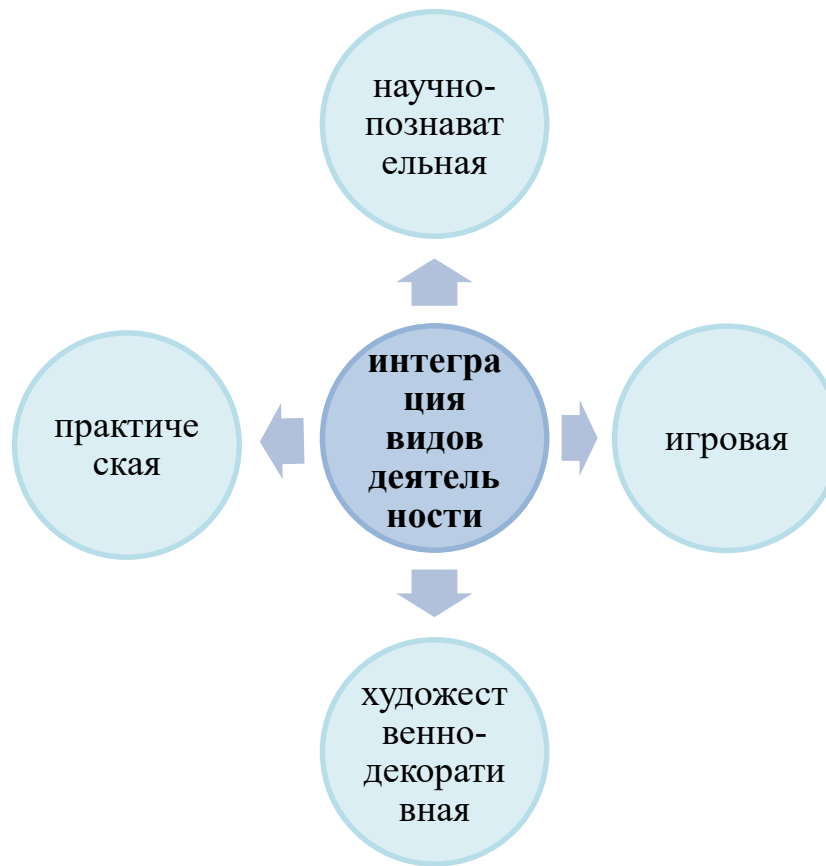 научно-
познават
ельная
практиче
ская
интегра
ция
видов
деятель
ности
игровая
художест
венно-
декорати
вная